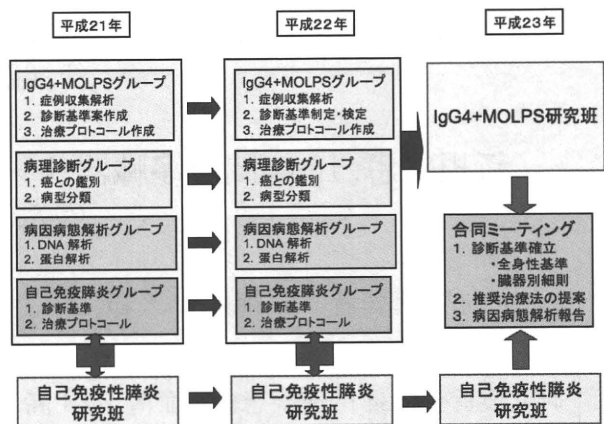 平成21年
平成22年
平成23年
IgG4+MOLPSグループ
1. 症例収集解析
2. 診断基準案作成
3. 治療プロトコール作成
病理診断グループ
1. 癌との鑑別
2. 病型分類
病因病態解析グループ
1. DNA 解析
2. 蛋白解析
自己免疫膵炎グループ
1. 診断基準
2. 治療プロトコール
自己免疫性膵炎
研究班
IgG4+MOLPSグループ
1. 症例収集解析
2. 診断基準制定・検定
3. 治療プロトコール作成
病理診断グループ
1. 癌との鑑別
2. 病型分類
病因病態解析グループ
1. DNA 解析
2. 蛋白解析
自己免疫膵炎グループ
1. 診断基準
2. 治療プロトコール
自己免疫性膵炎
研究班
IgG4+MOLPS研究班
合同ミーティング
1. 診断基準確立
・全身性基準
・臓器別細則
2. 推奨治療法の提案
3. 病因病態解析報告
自己免疫性膵炎
研究班